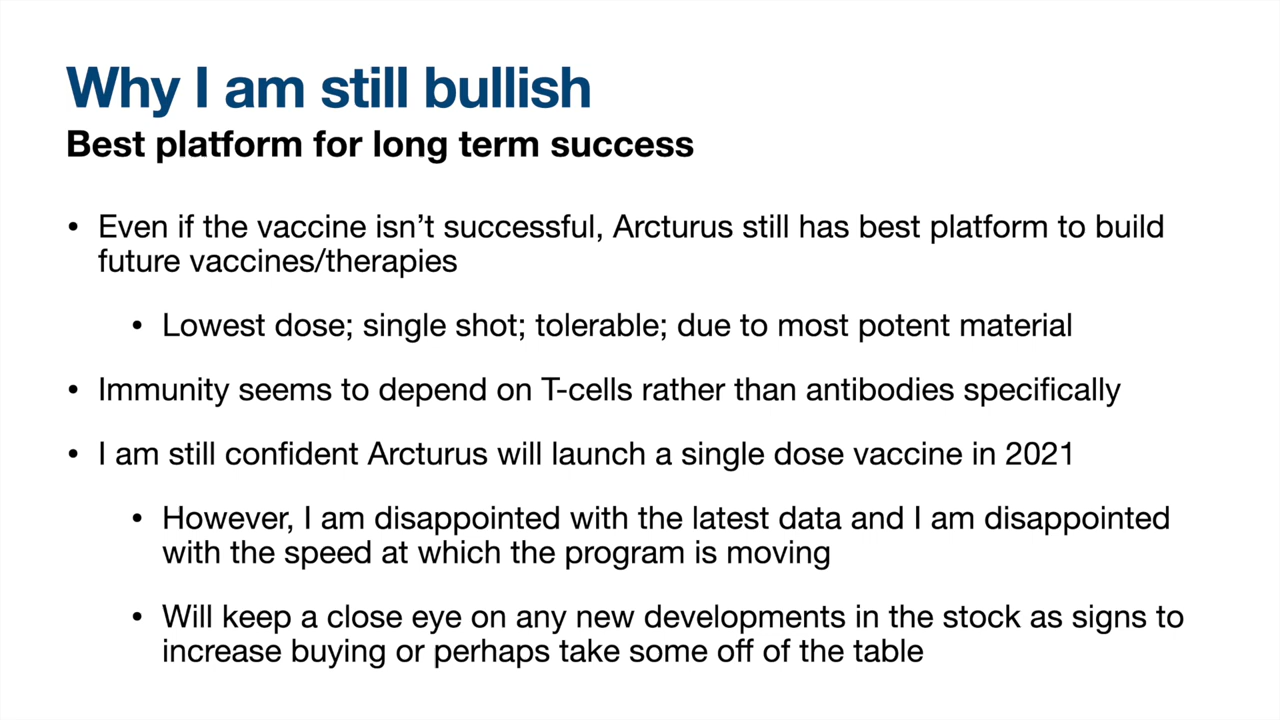 Why I am still bullish
Best platform for long term success
• Even if the vaccine isn’t successful, Arcturus still has best platform to build
future vaccines/therapies
• Lowest dose; single shot; tolerable; due to most potent material
• Immunity seems to depend on T-cells rather than antibodies specifically
• I am still confident Arcturus will launch a single dose vaccine in 2021
• However, I am disappointed with the latest data and I am disappointed
with the speed at which the program is moving
• Will keep a close eye on any new developments in the stock as signs to
increase buying or perhaps take some off of the table